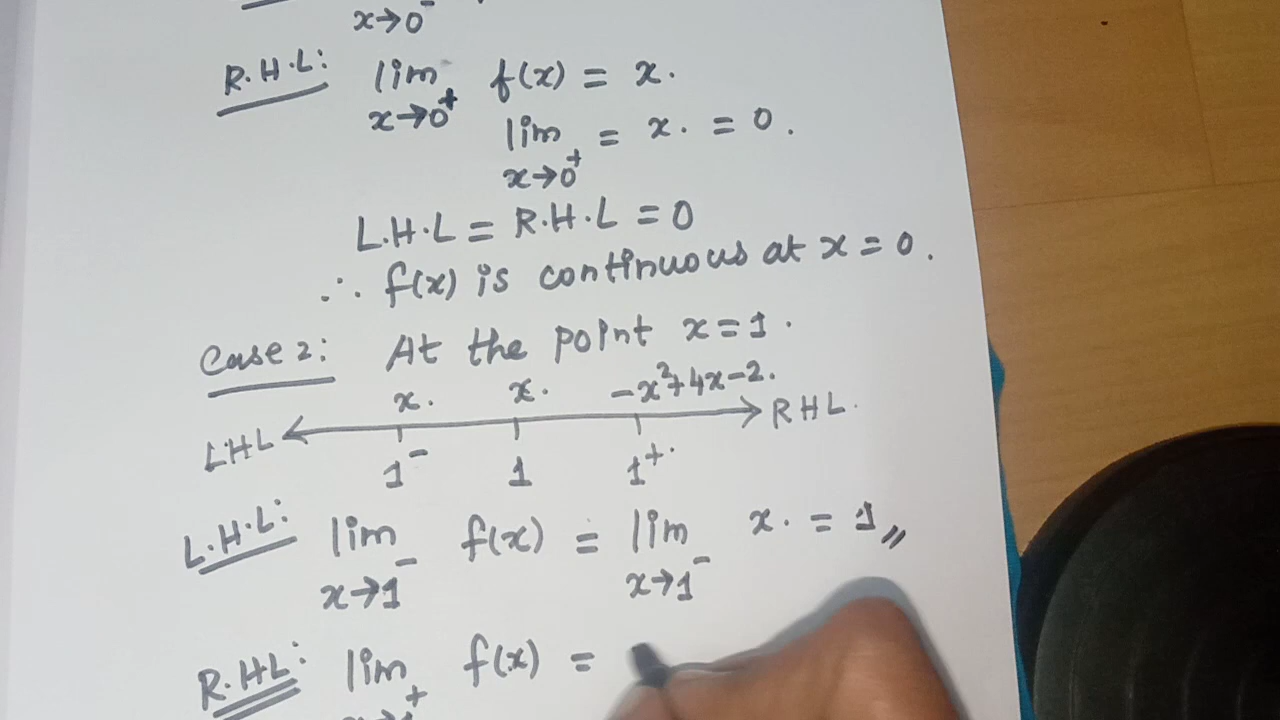 x→0⁻
R.H.L: lim f(x) = x.
x→0⁺
lim = x. = 0.
x→0⁺
L.H.L = R.H.L = 0
∴ f(x) is continuous at x = 0.
Case 2: At the point x = 1.
x. x. -x²+4x-2.
LHL RHL.
1⁻ 1 1⁺.
L.H.L: lim f(x) = lim x. = 1,,
x→1⁻ x→1⁻
R.H.L: lim f(x) =